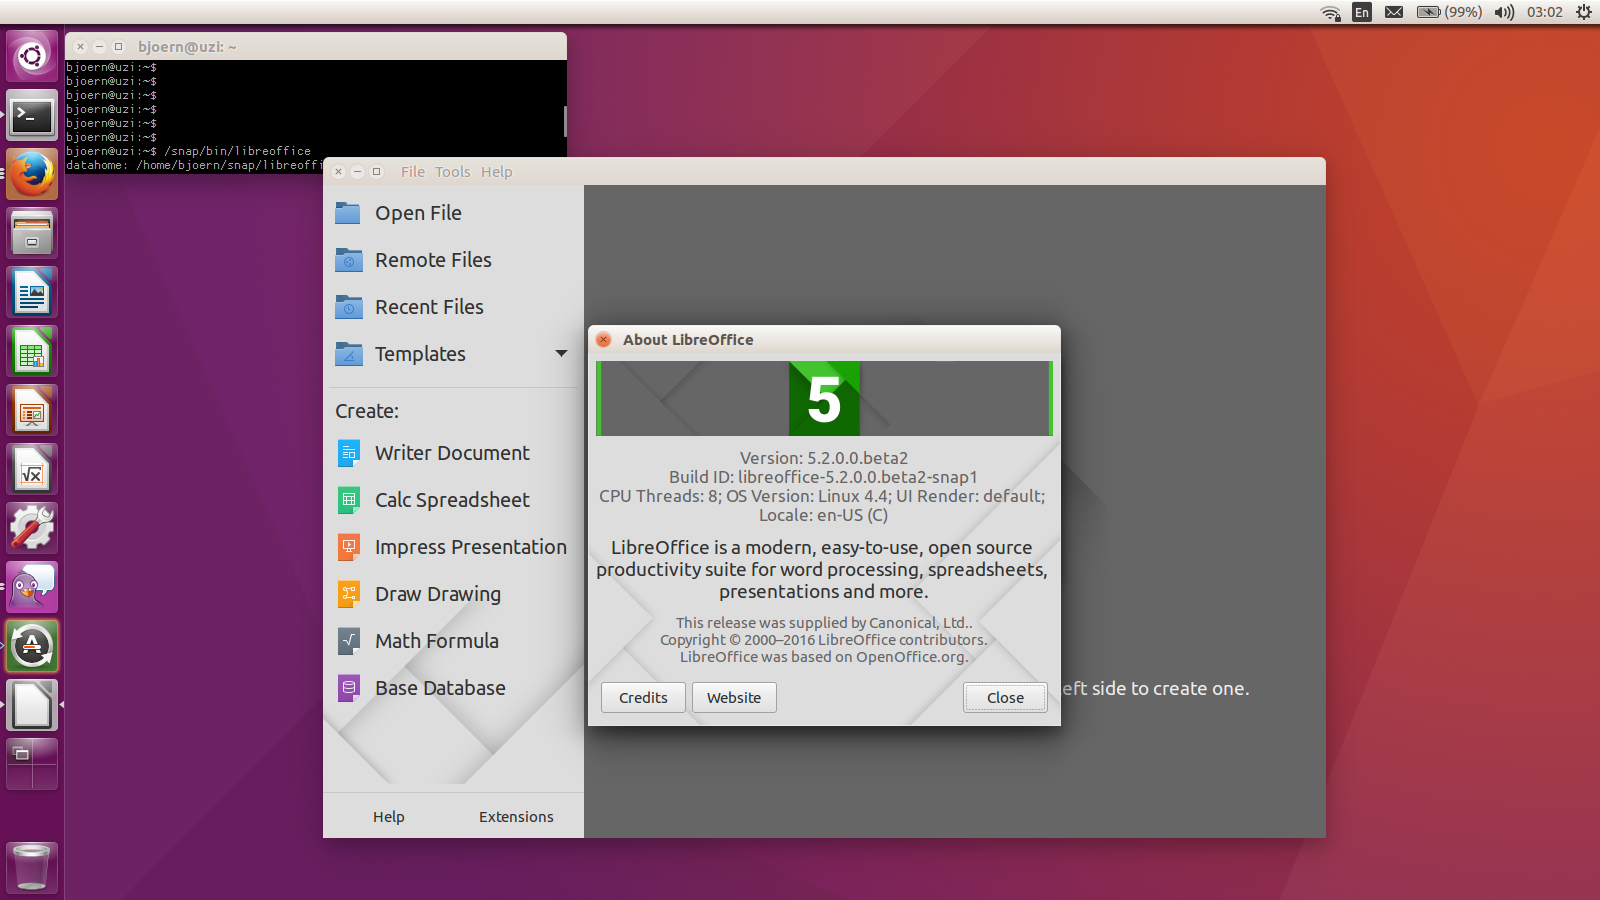 En
(99%)
03:02
bjoern@uzi: ~
bjoern@uzi:~$
bjoern@uzi:~$
bjoern@uzi:~$
bjoern@uzi:~$
bjoern@uzi:~$
bjoern@uzi:~$
bjoern@uzi:~$ /snap/bin/libreoffice
datahome: /home/bjoern/snap/libreoffi
File Tools Help
Open File
Remote Files
Recent Files
Templates
Create:
Writer Document
Calc Spreadsheet
Impress Presentation
Draw Drawing
Math Formula
Base Database
Help
Extensions
About LibreOffice
5
Version: 5.2.0.0.beta2
Build ID: libreoffice-5.2.0.0.beta2-snap1
CPU Threads: 8; OS Version: Linux 4.4; UI Render: default;
Locale: en-US (C)
LibreOffice is a modern, easy-to-use, open source
productivity suite for word processing, spreadsheets,
presentations and more.
This release was supplied by Canonical, Ltd..
Copyright © 2000–2016 LibreOffice contributors.
LibreOffice was based on OpenOffice.org.
Credits
Website
Close
eft side to create one.